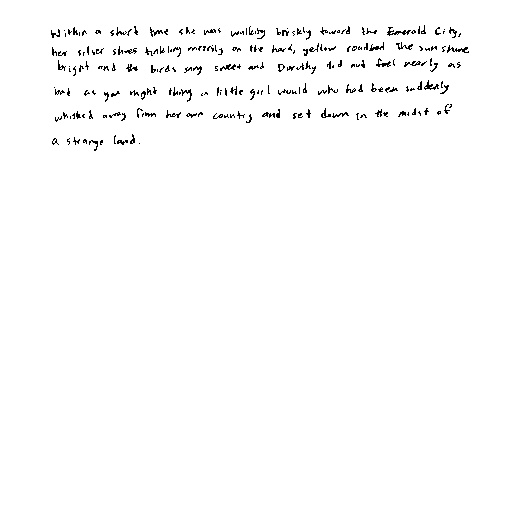 Within a short time she was walking briskly toward the Emerald City,
her silver shoes tinkling merrily on the hard, yellow roadbed. The sun shone
bright and the birds sang sweet and Dorothy did not feel nearly as
bad as you might thing a little girl would who had been suddenly
whisked away from her own country and set down in the midst of
a strange land.